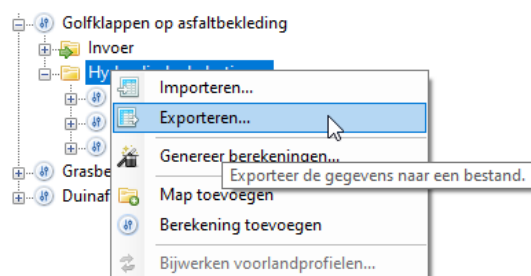 Golfklappen op asfaltbekleding
Invoer
Importeren...
Exporteren...
Genereer berekeningen...
Exporteer de gegevens naar een bestand.
Map toevoegen
Berekening toevoegen
Bijwerken voorlandprofielen...